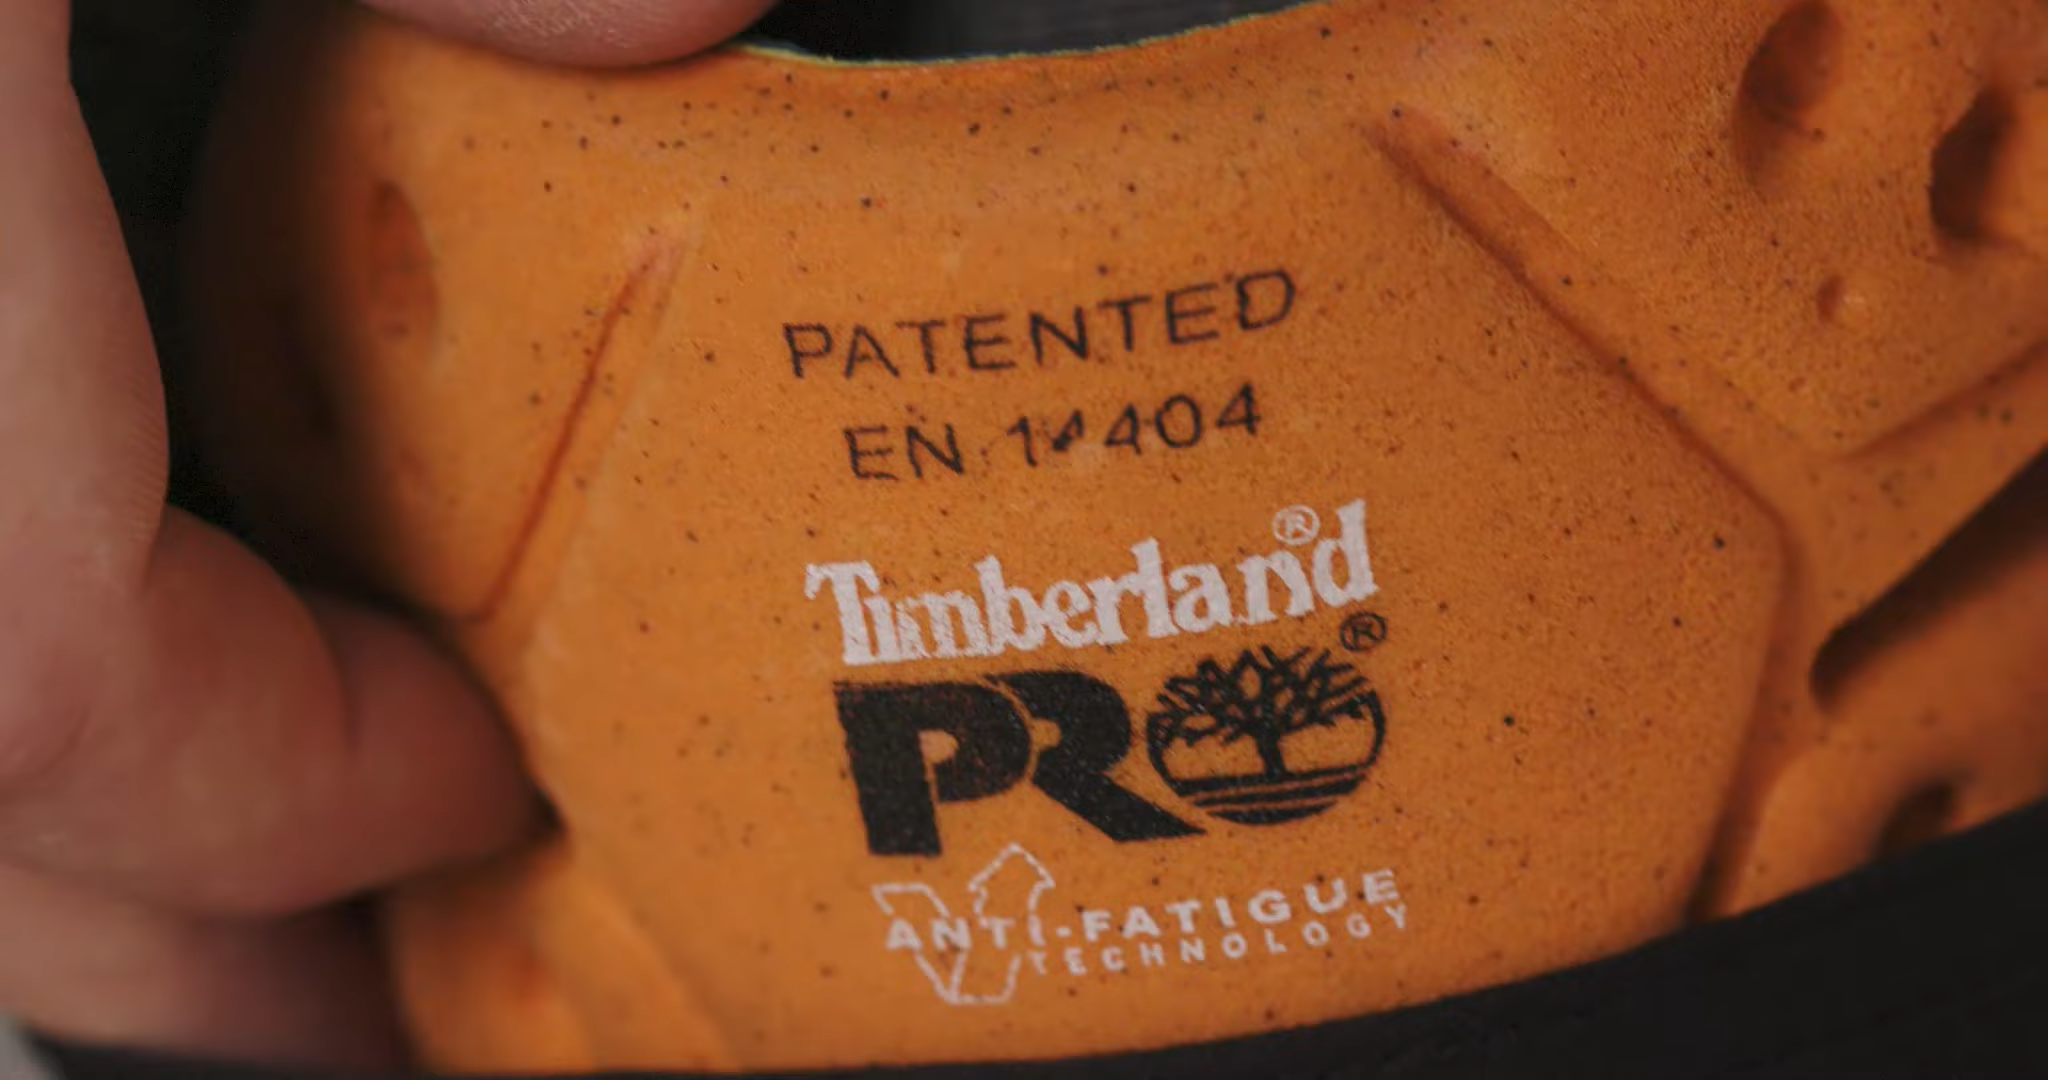 PATENTED
EN 14404
Timberland®
PRO®
ANTI-FATIGUE
TECHNOLOGY